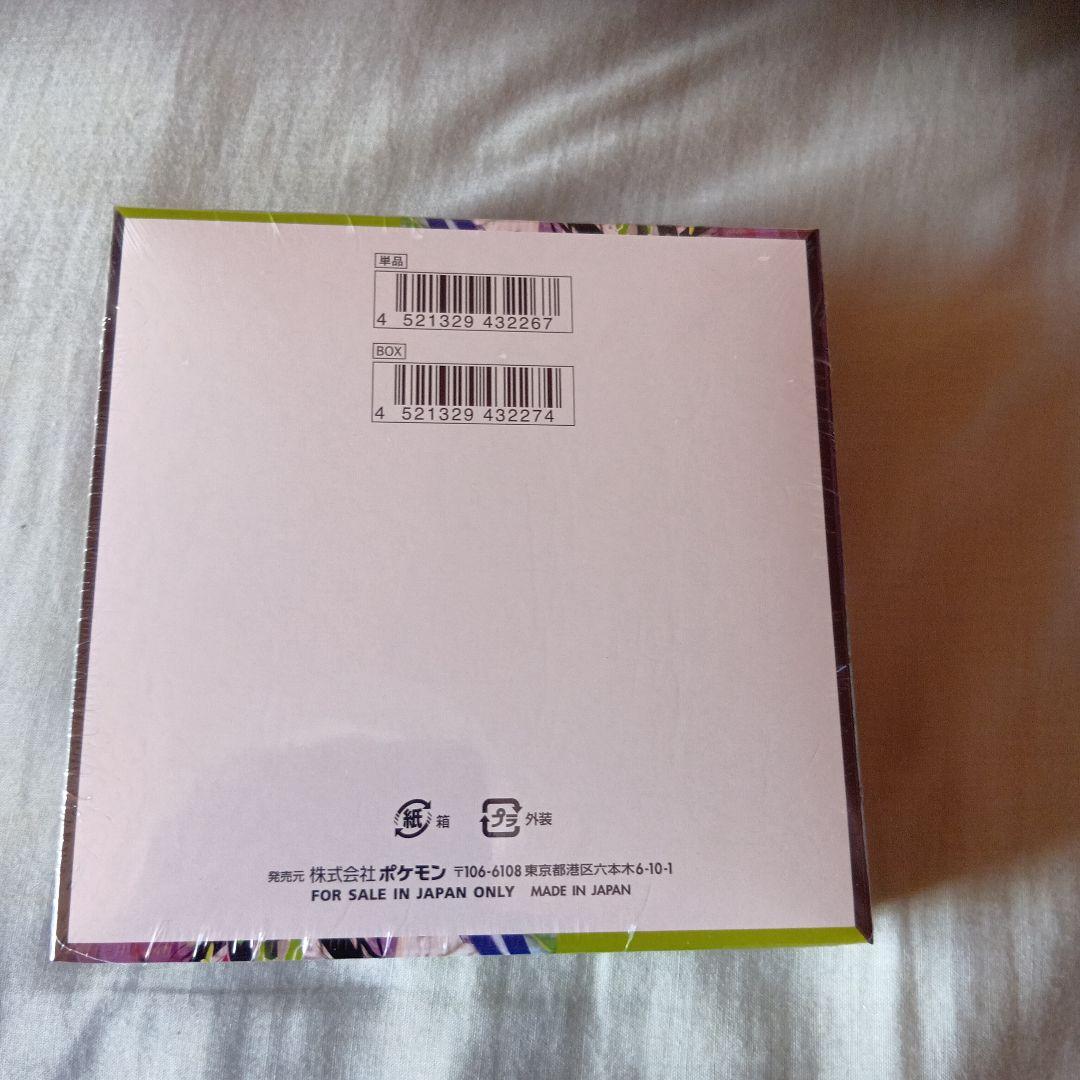 単品
4 521329 432267
BOX
4 521329 432274
紙 箱 プラ 外装
発売元 株式会社 ポケモン 〒106-6108 東京都港区六本木6-10-1
FOR SALE IN JAPAN ONLY MADE IN JAPAN